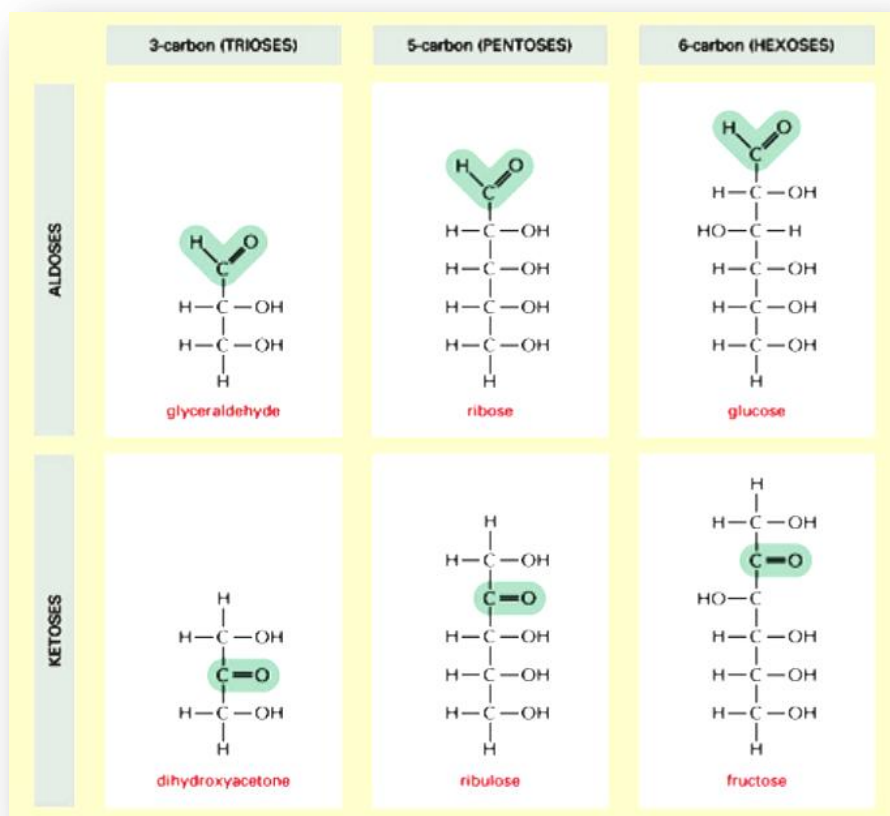 3-carbon (TRIOSES)
5-carbon (PENTOSES)
6-carbon (HEXOSES)
ALDOSES
H O
C
H—C—OH
H—C—OH
H
glyceraldehyde
H O
C
H—C—OH
H—C—OH
H—C—OH
H—C—OH
H
ribose
H O
C
H—C—OH
HO—C—H
H—C—OH
H—C—OH
H—C—OH
H
glucose
KETOSES
H
H—C—OH
C=O
H—C—OH
H
dihydroxyacetone
H
H—C—OH
C=O
H—C—OH
H—C—OH
H—C—OH
H
ribulose
H
H—C—OH
C=O
HO—C
H—C—OH
H—C—OH
H—C—OH
H
fructose